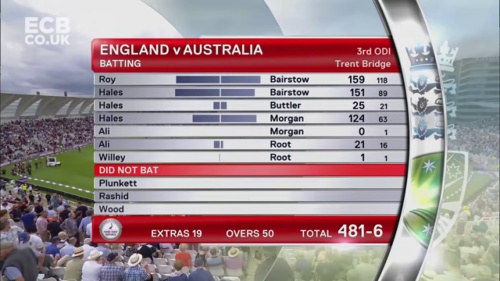 ECB
CO.UK
ENGLAND v AUSTRALIA 3rd ODI
BATTING Trent Bridge
Roy Bairstow 159 118
Hales Bairstow 151 89
Hales Buttler 25 21
Hales Morgan 124 63
Ali Morgan 0 1
Ali Root 21 16
Willey Root 1 1
DID NOT BAT
Plunkett
Rashid
Wood
EXTRAS 19 OVERS 50 TOTAL 481-6